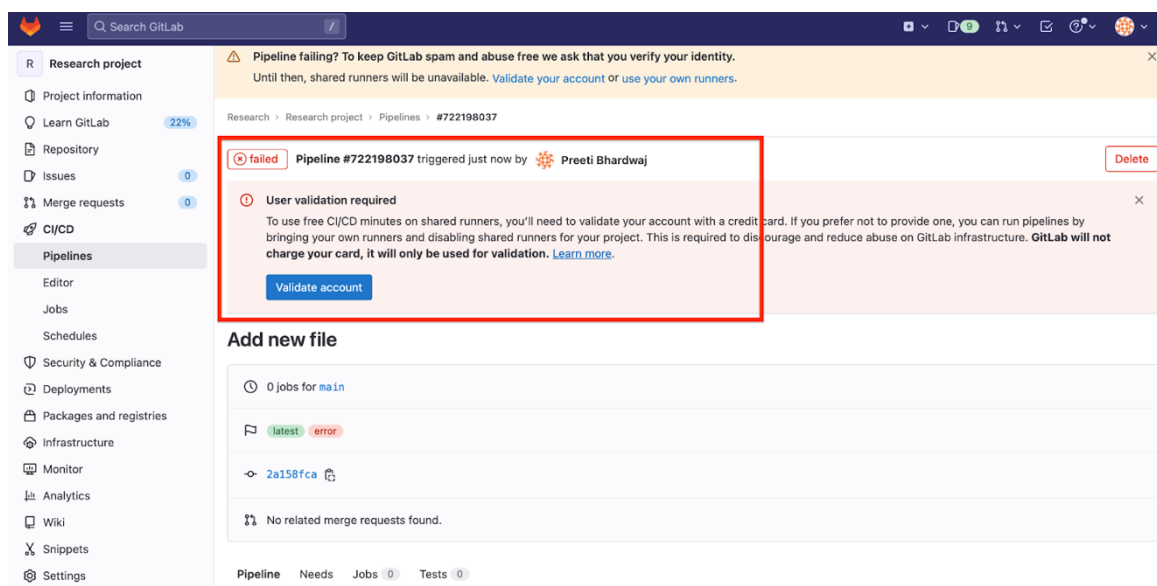 Search GitLab /
9
R Research project
Pipeline failing? To keep GitLab spam and abuse free we ask that you verify your identity.
Until then, shared runners will be unavailable. Validate your account or use your own runners.
Project information
Learn GitLab 22%
Repository
Issues 0
Merge requests 0
CI/CD
Pipelines
Editor
Jobs
Schedules
Security & Compliance
Deployments
Packages and registries
Infrastructure
Monitor
Analytics
Wiki
Snippets
Settings
Research > Research project > Pipelines > #722198037
failed Pipeline #722198037 triggered just now by Preeti Bhardwaj
Delete
User validation required
To use free CI/CD minutes on shared runners, you'll need to validate your account with a credit card. If you prefer not to provide one, you can run pipelines by
bringing your own runners and disabling shared runners for your project. This is required to discourage and reduce abuse on GitLab infrastructure. GitLab will not
charge your card, it will only be used for validation. Learn more.
Validate account
Add new file
0 jobs for main
latest error
2a158fca
No related merge requests found.
Pipeline Needs Jobs 0 Tests 0